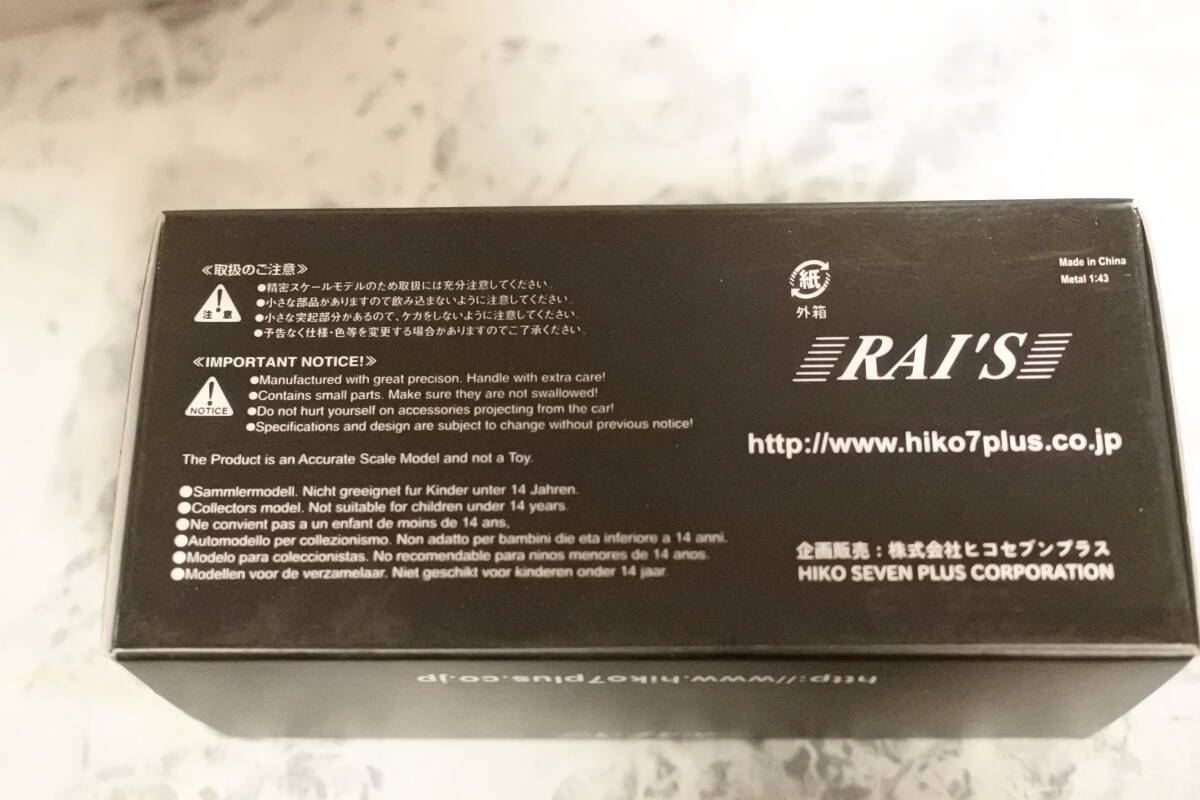 ≪取扱のご注意≫
注意
●精密スケールモデルのため取扱には充分注意してください。
●小さな部品がありますので飲み込まないように注意してください。
●小さな突起部分があるので、ケガをしないように注意してください。
●予告なく仕様・色等を変更する場合がありますのでご了承ください。
≪IMPORTANT NOTICE!≫
NOTICE
●Manufactured with great precison. Handle with extra care!
●Contains small parts. Make sure they are not swallowed!
●Do not hurt yourself on accessories projecting from the car!
●Specifications and design are subject to change without previous notice!
The Product is an Accurate Scale Model and not a Toy.
●Sammlermodell. Nicht greeignet fur Kinder unter 14 Jahren.
●Collectors model. Not suitable for children under 14 years.
●Ne convient pas a un enfant de moins de 14 ans,
●Automodello per collezionismo. Non adatto per bambini die eta inferiore a 14 anni.
●Modelo para coleccionistas. No recomendable para ninos menores de 14 anos.
●Modellen voor de verzamelaar. Niet geschikt voor kinderen onder 14 jaar.
紙
外箱
Made in China
Metal 1:43
RAI'S
http://www.hiko7plus.co.jp
企画販売：株式会社ヒコセブンプラス
HIKO SEVEN PLUS CORPORATION
http://www.hiko7plus.co.jp